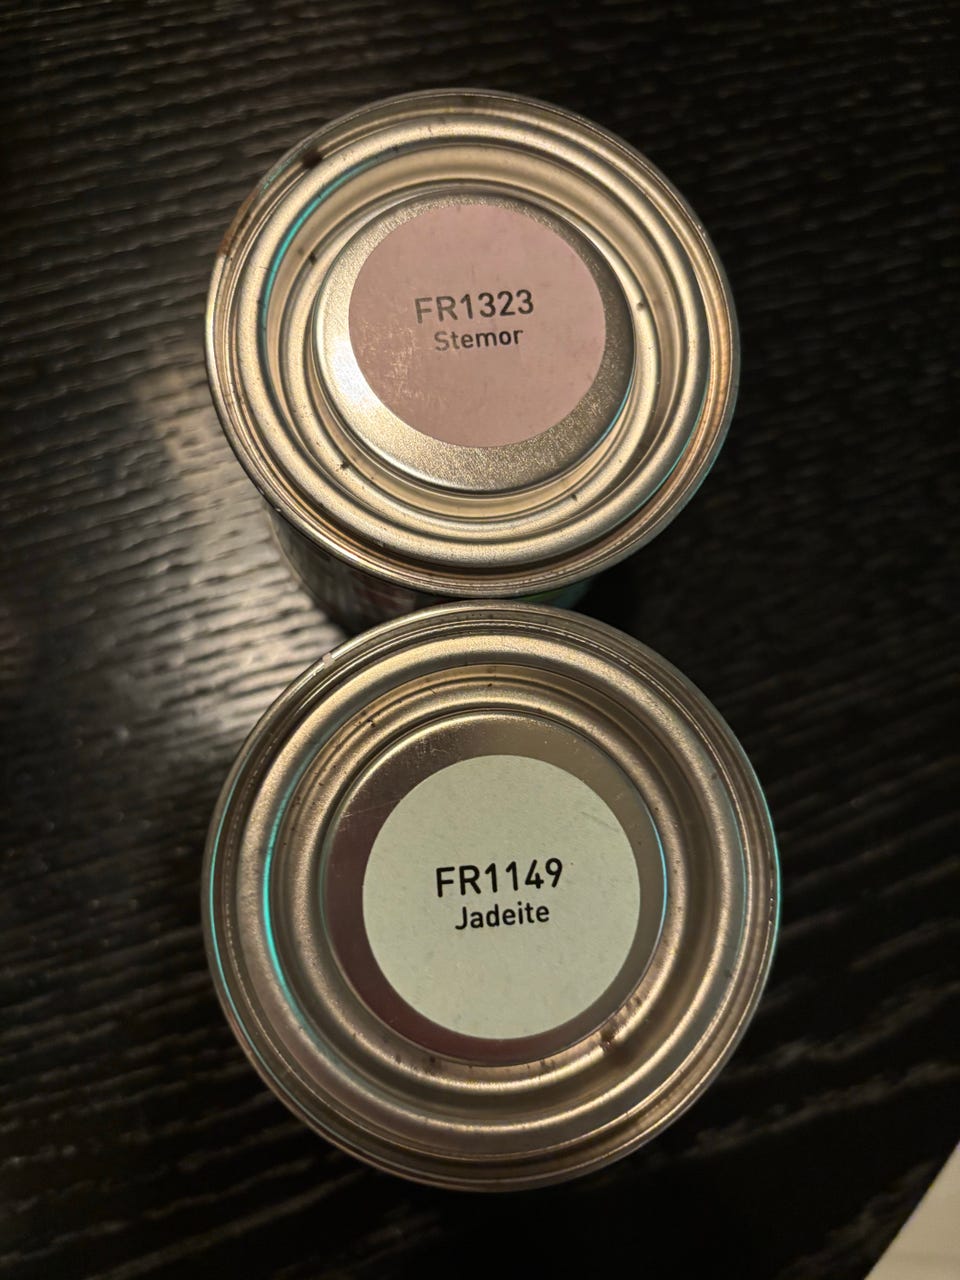 FR1323
Stemor
FR1149
Jadeite